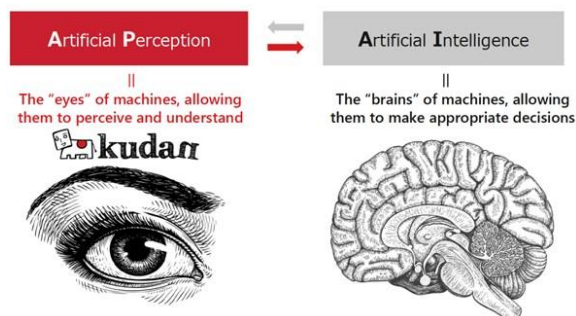 Artificial Perception
Artificial Intelligence
||
The “eyes” of machines, allowing
them to perceive and understand
kudan
||
The “brains” of machines, allowing
them to make appropriate decisions